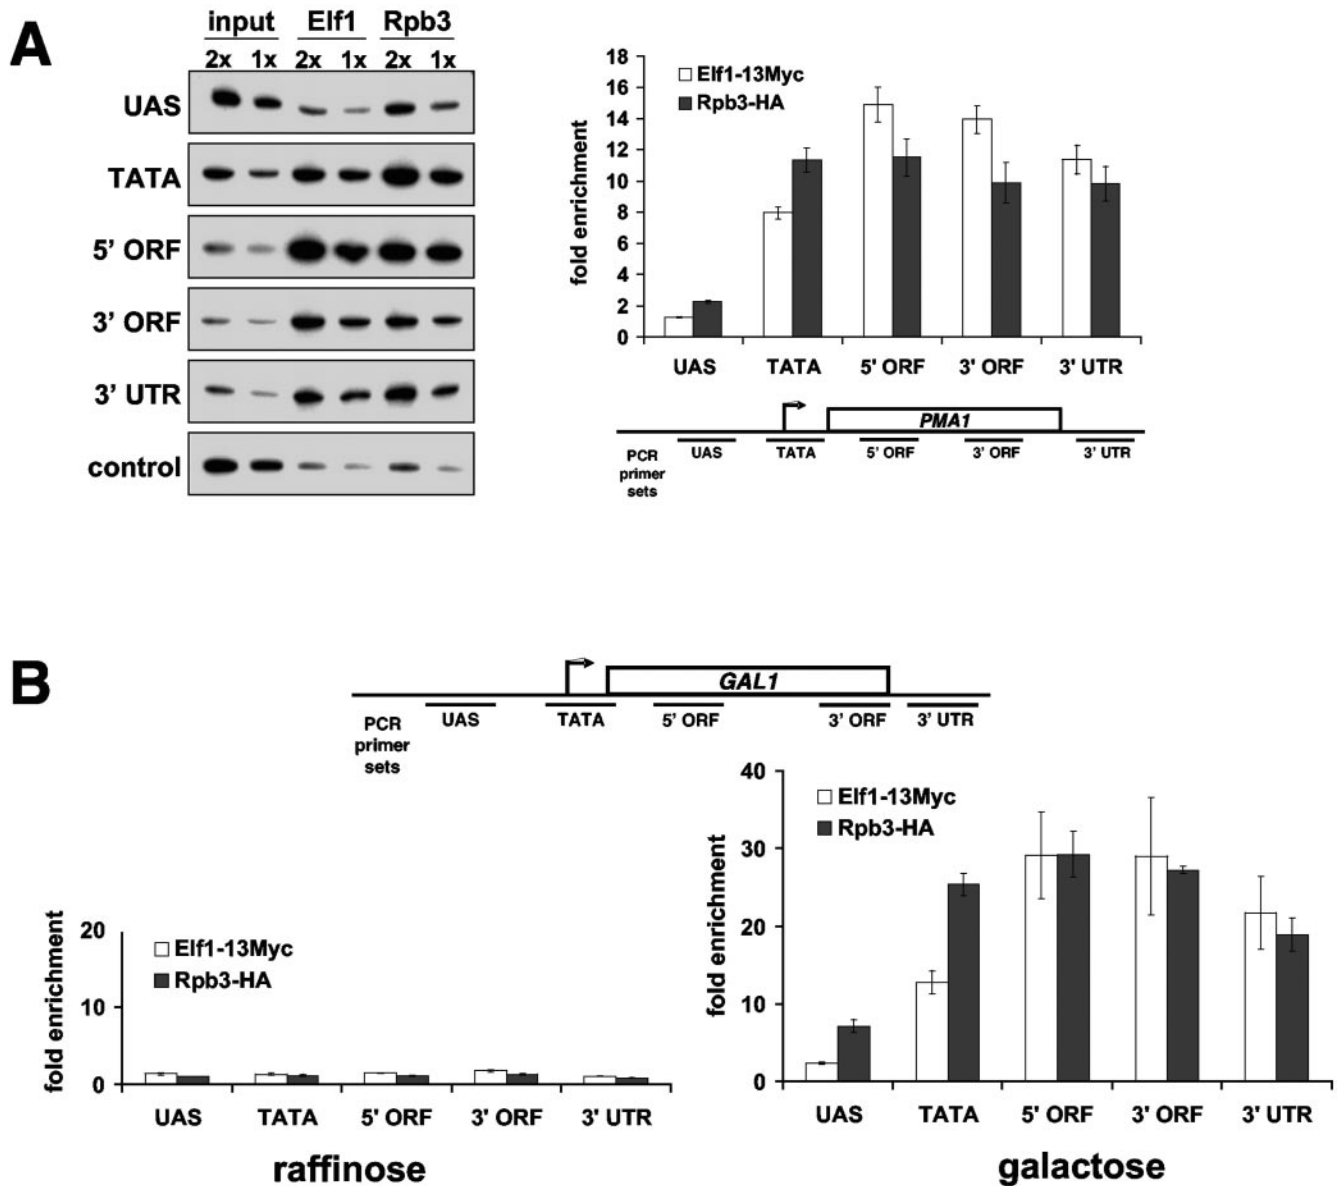 A
input Elf1 Rpb3
2x 1x 2x 1x 2x 1x
UAS
TATA
5' ORF
3' ORF
3' UTR
control
18
16
14
12
10
8
6
4
2
0
fold enrichment
Elf1-13Myc
Rpb3-HA
UAS TATA 5' ORF 3' ORF 3' UTR
PMA1
PCR
primer
sets
UAS TATA 5' ORF 3' ORF 3' UTR
B
GAL1
PCR
primer
sets
UAS TATA 5' ORF 3' ORF 3' UTR
20
10
0
fold enrichment
Elf1-13Myc
Rpb3-HA
UAS TATA 5' ORF 3' ORF 3' UTR
raffinose
40
30
20
10
0
fold enrichment
Elf1-13Myc
Rpb3-HA
UAS TATA 5' ORF 3' ORF 3' UTR
galactose